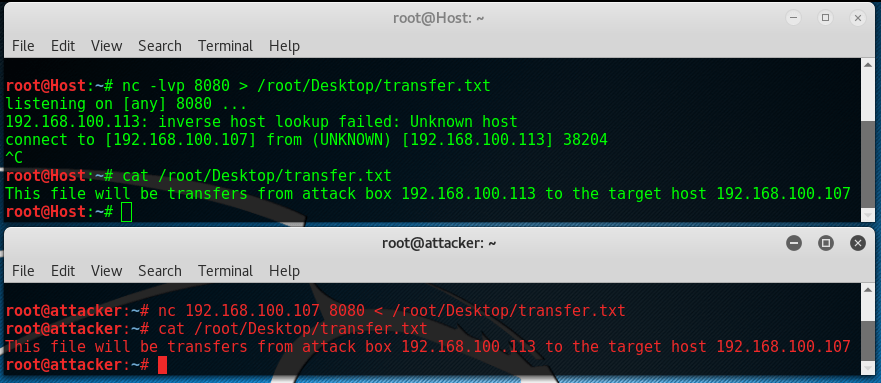 root@Host: ~
File Edit View Search Terminal Help
root@Host:~# nc -lvp 8080 > /root/Desktop/transfer.txt
listening on [any] 8080 ...
192.168.100.113: inverse host lookup failed: Unknown host
connect to [192.168.100.107] from (UNKNOWN) [192.168.100.113] 38204
^C
root@Host:~# cat /root/Desktop/transfer.txt
This file will be transfers from attack box 192.168.100.113 to the target host 192.168.100.107
root@Host:~#
root@attacker: ~
File Edit View Search Terminal Help
root@attacker:~# nc 192.168.100.107 8080 < /root/Desktop/transfer.txt
root@attacker:~# cat /root/Desktop/transfer.txt
This file will be transfers from attack box 192.168.100.113 to the target host 192.168.100.107
root@attacker:~#